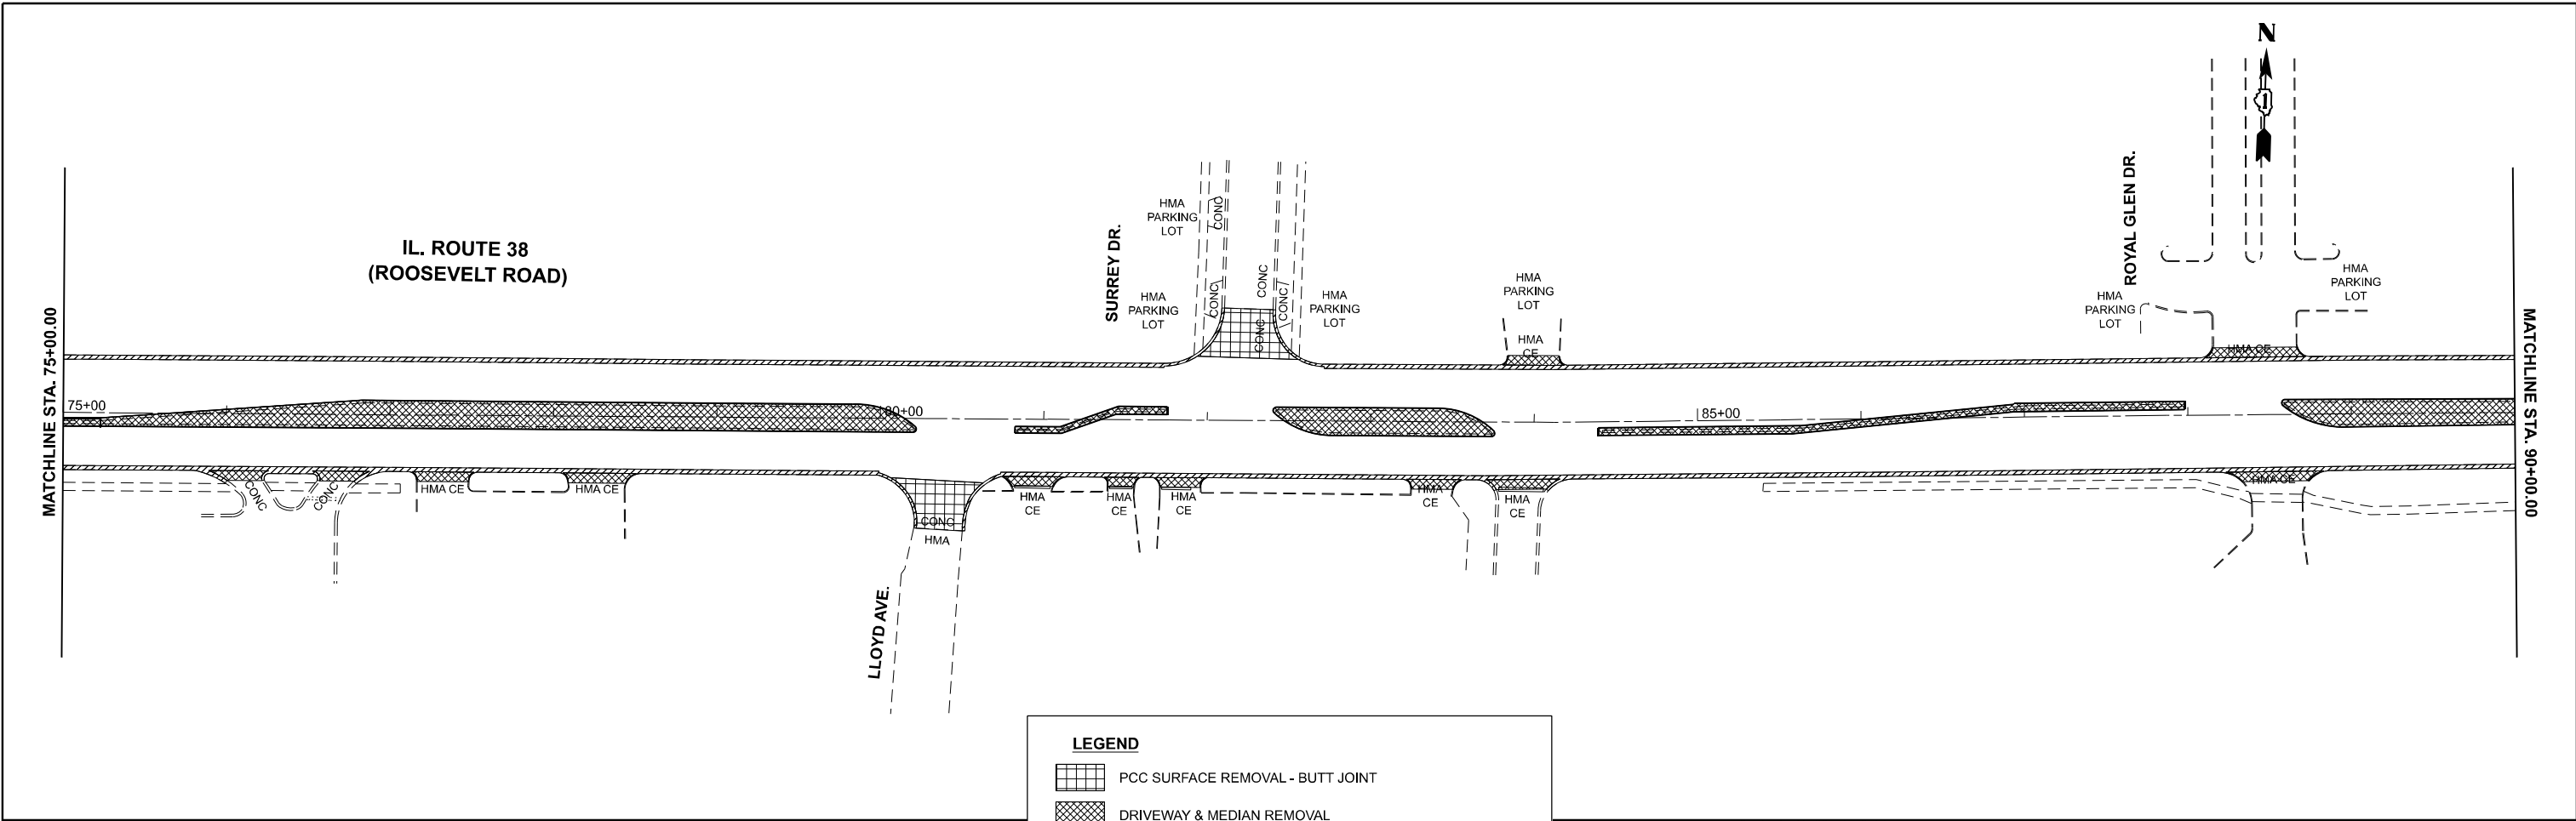 N
1
IL. ROUTE 38
(ROOSEVELT ROAD)
SURREY DR.
ROYAL GLEN DR.
LLOYD AVE.
MATCHLINE STA. 75+00.00
MATCHLINE STA. 90+00.00
HMA
PARKING
LOT
CONC
HMA
PARKING
LOT
CONC
CONC
CONC
CONC
HMA
PARKING
LOT
HMA
PARKING
LOT
HMA
CE
HMA
PARKING
LOT
HMA
PARKING
LOT
HMA CE
75+00
80+00
85+00
CONC
CONC
HMA CE
HMA CE
CONC
HMA
HMA
CE
HMA
CE
HMA
CE
HMA
CE
HMA
CE
HMA CE
LEGEND
PCC SURFACE REMOVAL - BUTT JOINT
DRIVEWAY & MEDIAN REMOVAL